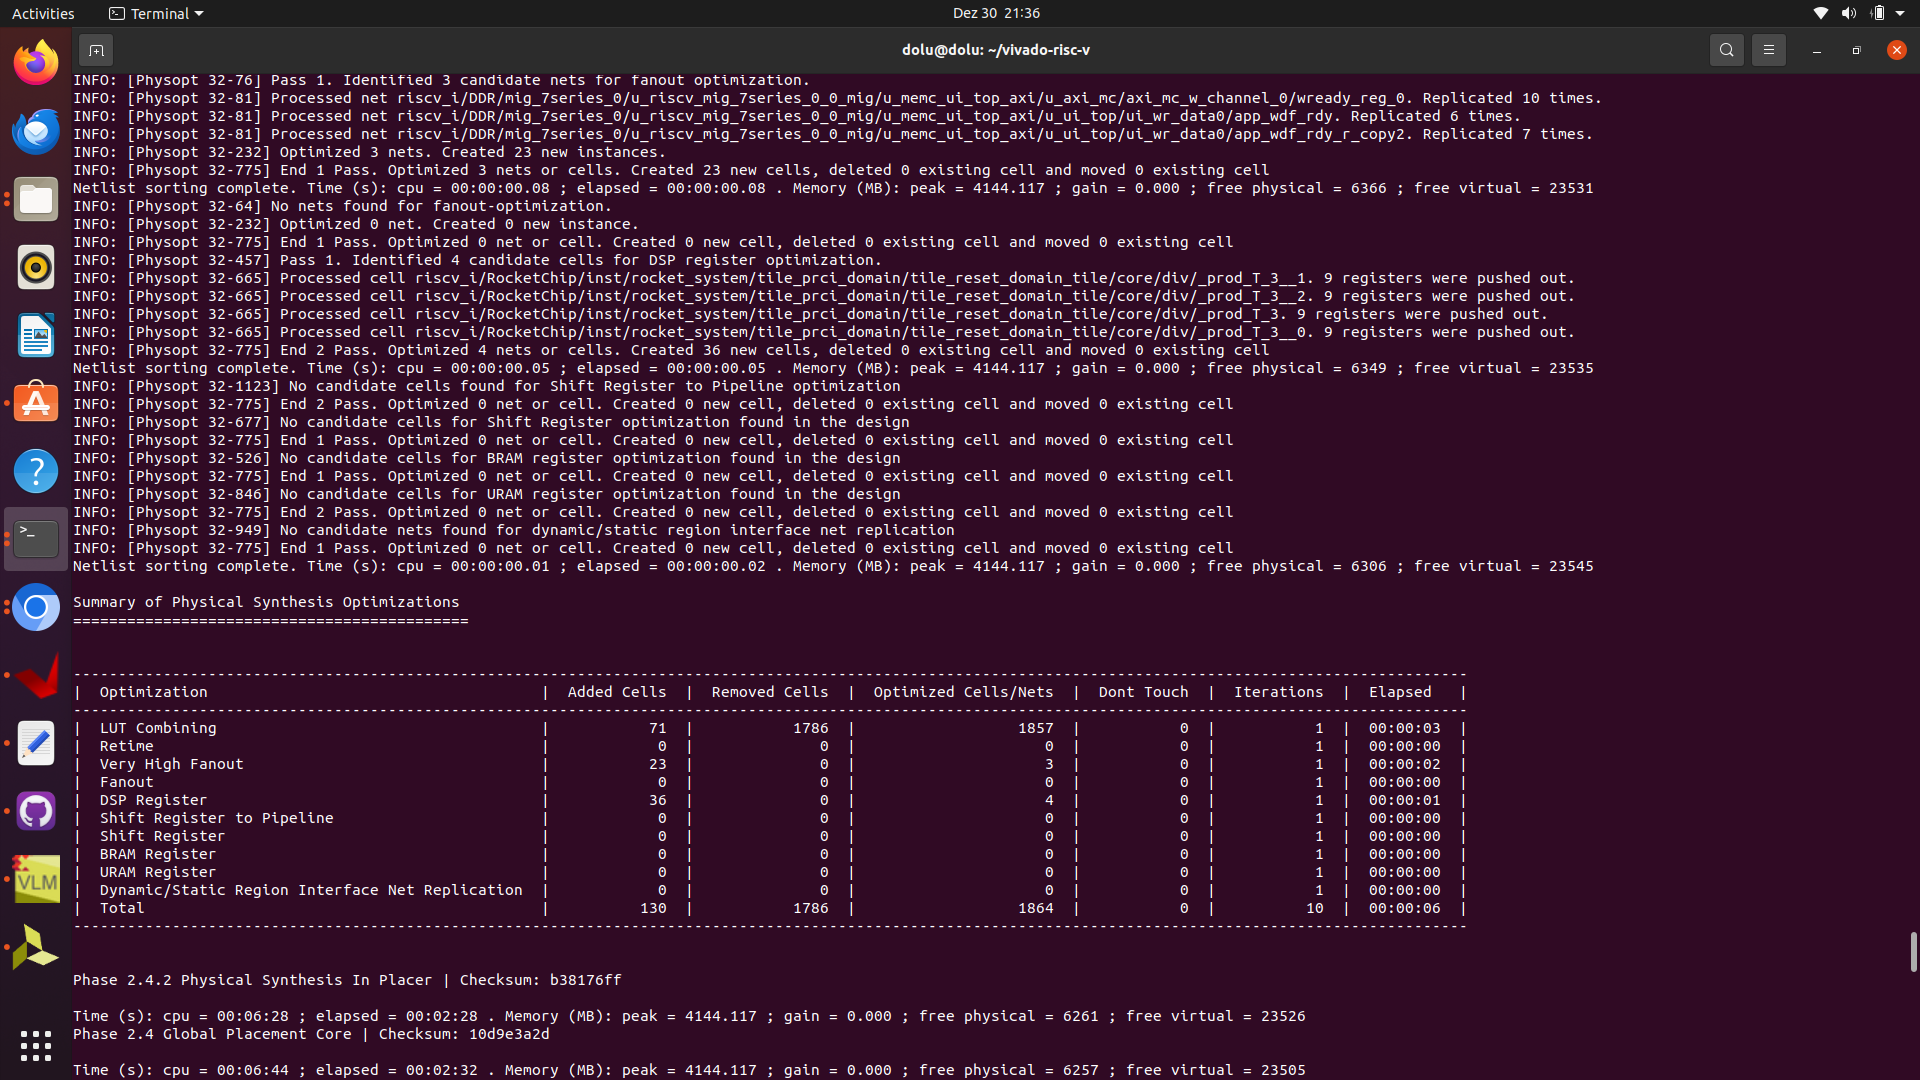 Activities
Terminal
Dez 30 21:36
dolu@dolu: ~/vivado-risc-v
INFO: [Physopt 32-76] Pass 1. Identified 3 candidate nets for fanout optimization.
INFO: [Physopt 32-81] Processed net riscv_i/DDR/mig_7series_0/u_riscv_mig_7series_0_0_mig/u_memc_ui_top_axi/u_axi_mc/axi_mc_w_channel_0/wready_reg_0. Replicated 10 times.
INFO: [Physopt 32-81] Processed net riscv_i/DDR/mig_7series_0/u_riscv_mig_7series_0_0_mig/u_memc_ui_top_axi/u_ui_top/ui_wr_data0/app_wdf_rdy. Replicated 6 times.
INFO: [Physopt 32-81] Processed net riscv_i/DDR/mig_7series_0/u_riscv_mig_7series_0_0_mig/u_memc_ui_top_axi/u_ui_top/ui_wr_data0/app_wdf_rdy_r_copy2. Replicated 7 times.
INFO: [Physopt 32-232] Optimized 3 nets. Created 23 new instances.
INFO: [Physopt 32-775] End 1 Pass. Optimized 3 nets or cells. Created 23 new cells, deleted 0 existing cell and moved 0 existing cell
Netlist sorting complete. Time (s): cpu = 00:00:00.08 ; elapsed = 00:00:00.08 . Memory (MB): peak = 4144.117 ; gain = 0.000 ; free physical = 6366 ; free virtual = 23531
INFO: [Physopt 32-64] No nets found for fanout-optimization.
INFO: [Physopt 32-232] Optimized 0 net. Created 0 new instance.
INFO: [Physopt 32-775] End 1 Pass. Optimized 0 net or cell. Created 0 new cell, deleted 0 existing cell and moved 0 existing cell
INFO: [Physopt 32-457] Pass 1. Identified 4 candidate cells for DSP register optimization.
INFO: [Physopt 32-665] Processed cell riscv_i/RocketChip/inst/rocket_system/tile_prci_domain/tile_reset_domain_tile/core/div/_prod_T_3__1. 9 registers were pushed out.
INFO: [Physopt 32-665] Processed cell riscv_i/RocketChip/inst/rocket_system/tile_prci_domain/tile_reset_domain_tile/core/div/_prod_T_3__2. 9 registers were pushed out.
INFO: [Physopt 32-665] Processed cell riscv_i/RocketChip/inst/rocket_system/tile_prci_domain/tile_reset_domain_tile/core/div/_prod_T_3. 9 registers were pushed out.
INFO: [Physopt 32-665] Processed cell riscv_i/RocketChip/inst/rocket_system/tile_prci_domain/tile_reset_domain_tile/core/div/_prod_T_3__0. 9 registers were pushed out.
INFO: [Physopt 32-775] End 2 Pass. Optimized 4 nets or cells. Created 36 new cells, deleted 0 existing cell and moved 0 existing cell
Netlist sorting complete. Time (s): cpu = 00:00:00.05 ; elapsed = 00:00:00.05 . Memory (MB): peak = 4144.117 ; gain = 0.000 ; free physical = 6349 ; free virtual = 23535
INFO: [Physopt 32-1123] No candidate cells found for Shift Register to Pipeline optimization
INFO: [Physopt 32-775] End 2 Pass. Optimized 0 net or cell. Created 0 new cell, deleted 0 existing cell and moved 0 existing cell
INFO: [Physopt 32-677] No candidate cells for Shift Register optimization found in the design
INFO: [Physopt 32-775] End 1 Pass. Optimized 0 net or cell. Created 0 new cell, deleted 0 existing cell and moved 0 existing cell
INFO: [Physopt 32-526] No candidate cells for BRAM register optimization found in the design
INFO: [Physopt 32-775] End 1 Pass. Optimized 0 net or cell. Created 0 new cell, deleted 0 existing cell and moved 0 existing cell
INFO: [Physopt 32-846] No candidate cells for URAM register optimization found in the design
INFO: [Physopt 32-775] End 2 Pass. Optimized 0 net or cell. Created 0 new cell, deleted 0 existing cell and moved 0 existing cell
INFO: [Physopt 32-949] No candidate nets found for dynamic/static region interface net replication
INFO: [Physopt 32-775] End 1 Pass. Optimized 0 net or cell. Created 0 new cell, deleted 0 existing cell and moved 0 existing cell
Netlist sorting complete. Time (s): cpu = 00:00:00.01 ; elapsed = 00:00:00.02 . Memory (MB): peak = 4144.117 ; gain = 0.000 ; free physical = 6306 ; free virtual = 23545
Summary of Physical Synthesis Optimizations
============================================
-----------------------------------------------------------------------------------------------------------------------------------------------------------
| Optimization | Added Cells | Removed Cells | Optimized Cells/Nets | Dont Touch | Iterations | Elapsed |
-----------------------------------------------------------------------------------------------------------------------------------------------------------
| LUT Combining | 71 | 1786 | 1857 | 0 | 1 | 00:00:03 |
| Retime | 0 | 0 | 0 | 0 | 1 | 00:00:00 |
| Very High Fanout | 23 | 0 | 3 | 0 | 1 | 00:00:02 |
| Fanout | 0 | 0 | 0 | 0 | 1 | 00:00:00 |
| DSP Register | 36 | 0 | 4 | 0 | 1 | 00:00:01 |
| Shift Register to Pipeline | 0 | 0 | 0 | 0 | 1 | 00:00:00 |
| Shift Register | 0 | 0 | 0 | 0 | 1 | 00:00:00 |
| BRAM Register | 0 | 0 | 0 | 0 | 1 | 00:00:00 |
| URAM Register | 0 | 0 | 0 | 0 | 1 | 00:00:00 |
| Dynamic/Static Region Interface Net Replication | 0 | 0 | 0 | 0 | 1 | 00:00:00 |
| Total | 130 | 1786 | 1864 | 0 | 10 | 00:00:06 |
-----------------------------------------------------------------------------------------------------------------------------------------------------------
Phase 2.4.2 Physical Synthesis In Placer | Checksum: b38176ff
Time (s): cpu = 00:06:28 ; elapsed = 00:02:28 . Memory (MB): peak = 4144.117 ; gain = 0.000 ; free physical = 6261 ; free virtual = 23526
Phase 2.4 Global Placement Core | Checksum: 10d9e3a2d
Time (s): cpu = 00:06:44 ; elapsed = 00:02:32 . Memory (MB): peak = 4144.117 ; gain = 0.000 ; free physical = 6257 ; free virtual = 23505
VLM